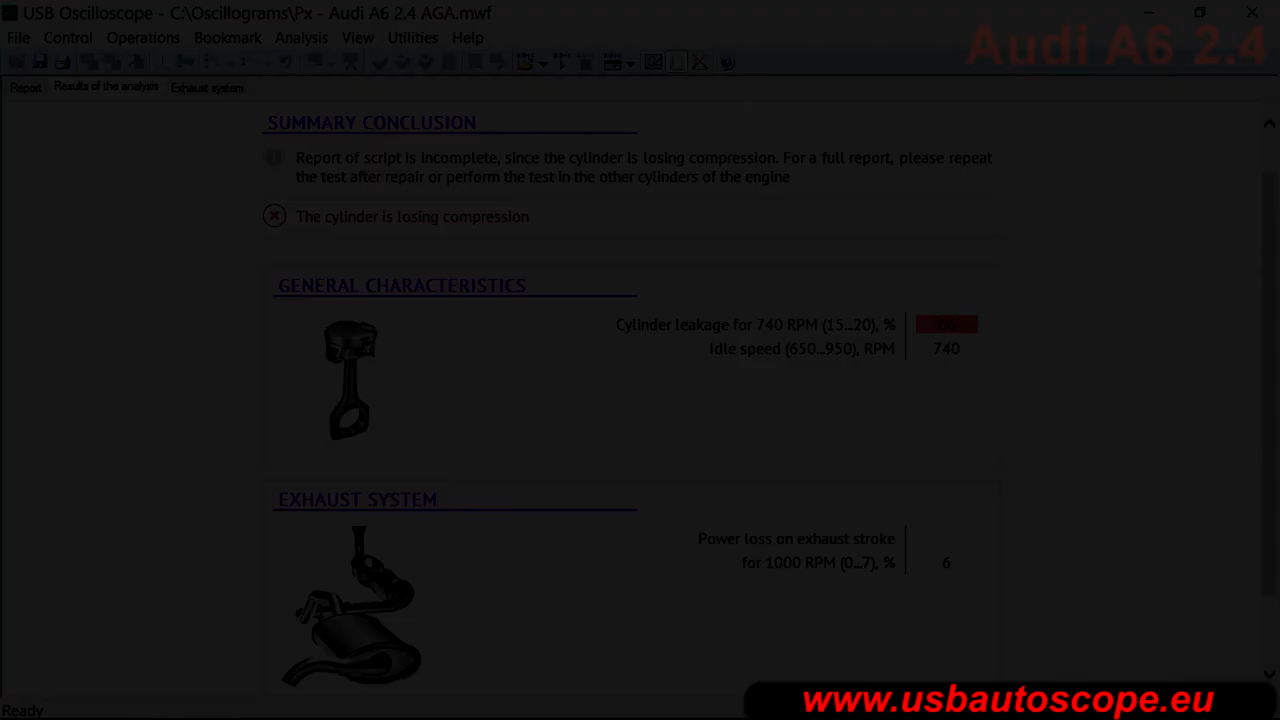 USB Oscilloscope - C:\Oscillograms\Px - Audi A6 2.4 AGA.mwf
File Control Operations Bookmark Analysis View Utilities Help
Audi A6 2.4
Report Results of the analysis Exhaust system
SUMMARY CONCLUSION
Report of script is incomplete, since the cylinder is losing compression. For a full report, please repeat
the test after repair or perform the test in the other cylinders of the engine
The cylinder is losing compression
GENERAL CHARACTERISTICS
Cylinder leakage for 740 RPM (15...20), %
Idle speed (650...950), RPM 740
EXHAUST SYSTEM
Power loss on exhaust stroke
for 1000 RPM (0...7), % 6
Ready
www.usbautoscope.eu